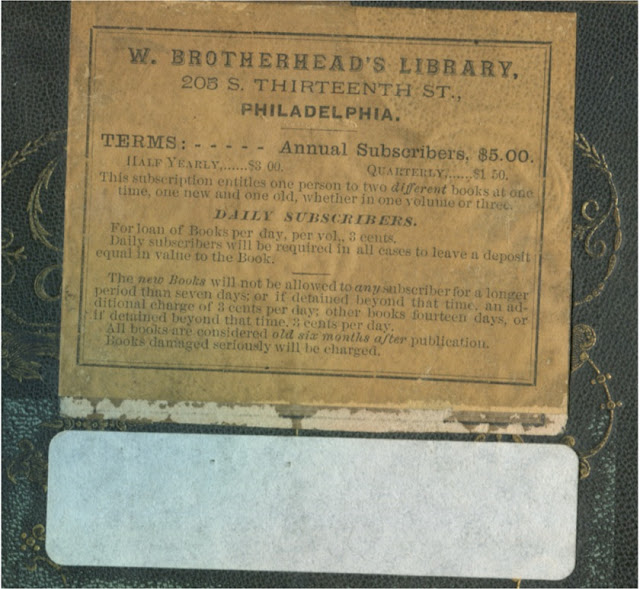 W. BROTHERHEAD'S LIBRARY,
205 S. THIRTEENTH ST.,
PHILADELPHIA.
TERMS: - - - - - Annual Subscribers, $5.00.
HALF YEARLY,......$3 00. QUARTERLY,......$1 50.
This subscription entitles one person to two different books at one
time, one new and one old, whether in one volume or three.
DAILY SUBSCRIBERS.
For loan of Books per day, per vol., 3 cents.
Daily subscribers will be required in all cases to leave a deposit
equal in value to the Book.
The new Books will not be allowed to any subscriber for a longer
period than seven days; or if detained beyond that time, an ad-
ditional charge of 3 cents per day; other books fourteen days, or
if detained beyond that time, 3 cents per day.
All books are considered old six months after publication.
Books damaged seriously will be charged.